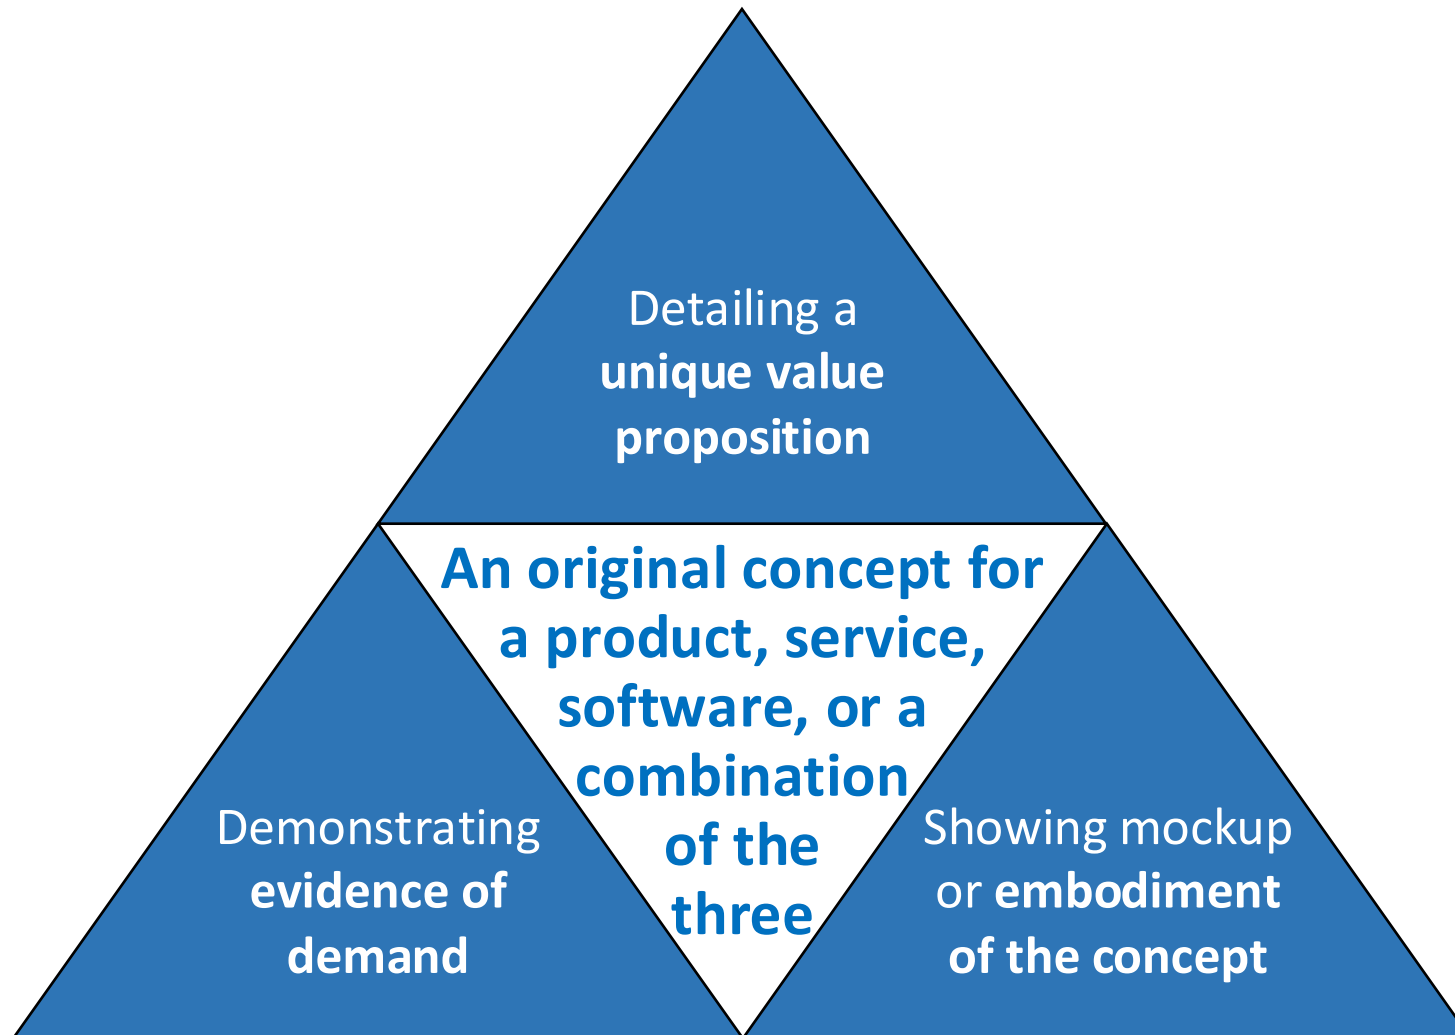 Detailing a
unique value
proposition
An original concept for
a product, service,
software, or a
combination
of the
three
Demonstrating
evidence of
demand
Showing mockup
or embodiment
of the concept